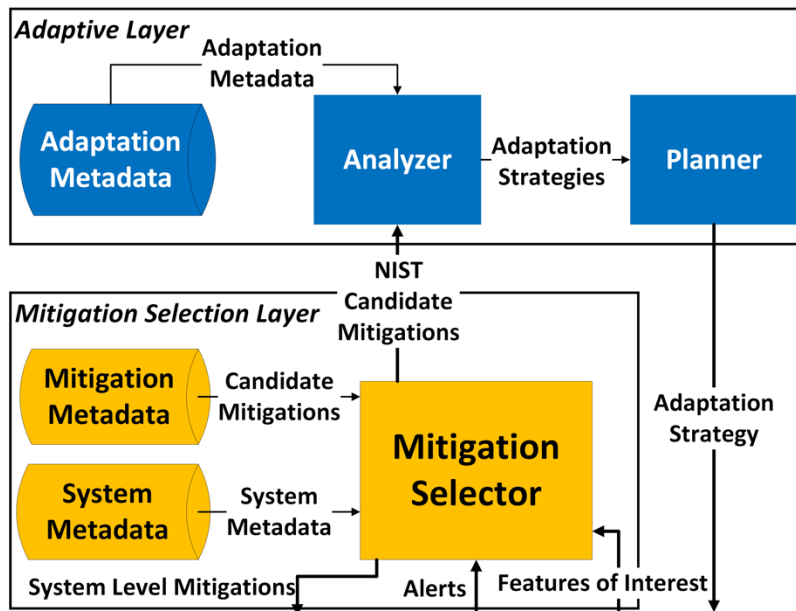 Adaptive Layer
Adaptation
Metadata
Adaptation
Metadata
Analyzer
Adaptation
Strategies
Planner
NIST
Candidate
Mitigations
Mitigation Selection Layer
Mitigation
Metadata
Candidate
Mitigations
Mitigation
Selector
Adaptation
Strategy
System
Metadata
System
Metadata
System Level Mitigations
Alerts
Features of Interest